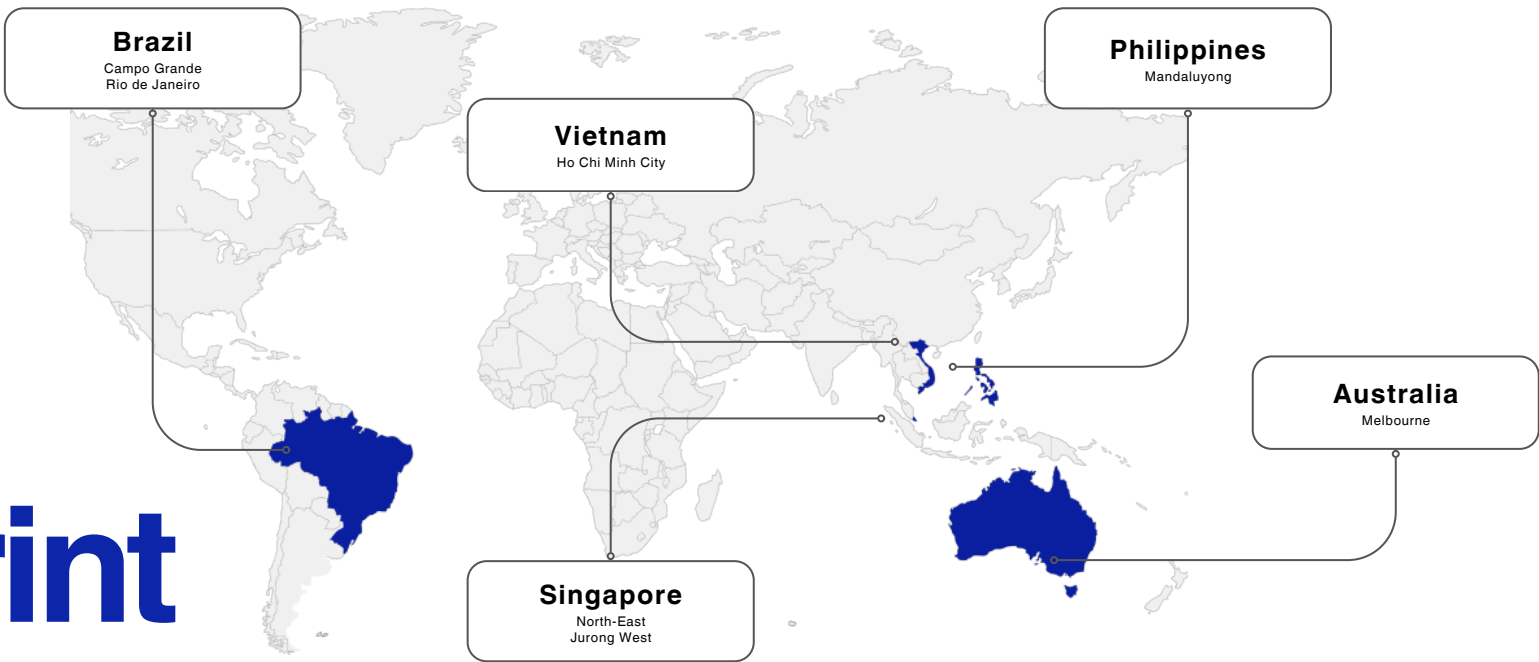 Brazil
Campo Grande
Rio de Janeiro
Philippines
Mandaluyong
Vietnam
Ho Chi Minh City
Australia
Melbourne
rint
Singapore
North-East
Jurong West